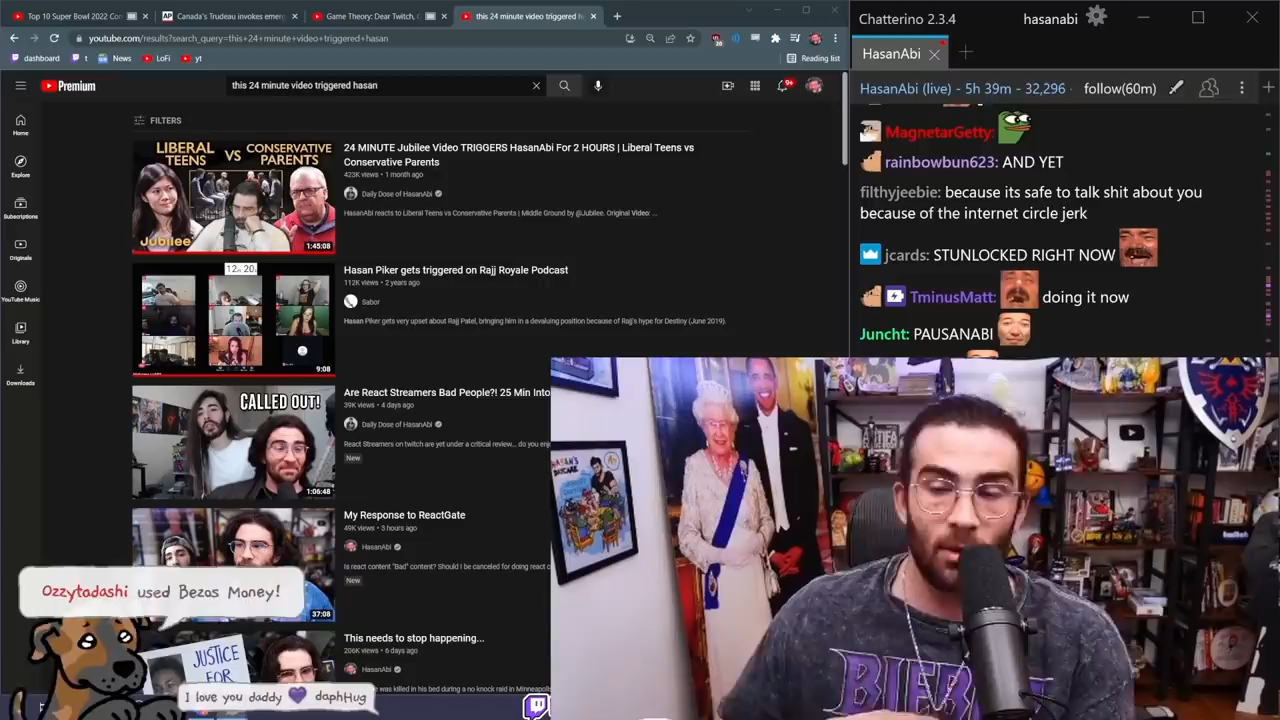 Top 10 Super Bowl 2022 Co
Canada's Trudeau invokes emer
Game Theory: Dear Twitch,
this 24 minute video triggered h
youtube.com/results?search_query=this+24+minute+video+triggered+hasan
dashboard
t
News
LoFi
yt
Reading list
Premium
this 24 minute video triggered hasan
9+
Home
Explore
Subscriptions
Originals
YouTube Music
Library
Downloads
FILTERS
LIBERAL TEENS VS CONSERVATIVE PARENTS
Jubilee
1:45:08
24 MINUTE Jubilee Video TRIGGERS HasanAbi For 2 HOURS | Liberal Teens vs
Conservative Parents
423K views • 1 month ago
Daily Dose of HasanAbi
HasanAbi reacts to Liberal Teens vs Conservative Parents | Middle Ground by @Jubilee. Original Video: ...
9:08
Hasan Piker gets triggered on Rajj Royale Podcast
112K views • 2 years ago
Sabor
Hasan Piker gets very upset about Rajj Patel, bringing him in a devaluing position because of Rajj's hype for Destiny (June 2019).
CALLED OUT!
1:06:48
Are React Streamers Bad People?! 25 Min Into
39K views • 4 days ago
Daily Dose of HasanAbi
React Streamers on twitch are yet under a critical review... do you en
New
37:08
My Response to ReactGate
49K views • 3 hours ago
HasanAbi
Is react content "Bad" content? Should I be canceled for doing react c
New
JUSTICE
FOR
This needs to stop happening...
206K views • 6 days ago
HasanAbi
was killed in his bed during a no knock raid in Minneapolis
Ozzytadashi used Bezos Money!
I love you daddy 💜 daphHug
Chatterino 2.3.4
hasanabi
HasanAbi
HasanAbi (live) - 5h 39m - 32,296
follow(60m)
MagnetarGetty:
rainbowbun623: AND YET
filthyjeebie: because its safe to talk shit about you
because of the internet circle jerk
jcards: STUNLOCKED RIGHT NOW
TminusMatt: doing it now
Juncht: PAUSANABI